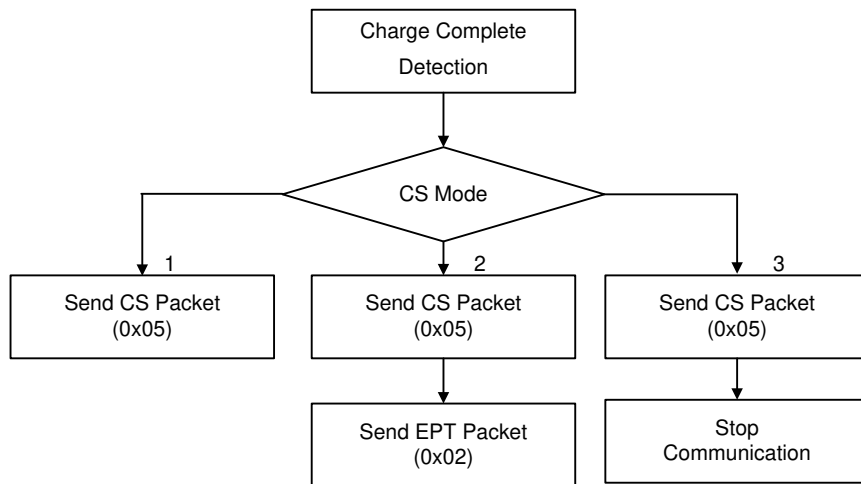 Charge Complete
Detection
CS Mode
1
2
3
Send CS Packet
(0x05)
Send CS Packet
(0x05)
Send CS Packet
(0x05)
Send EPT Packet
(0x02)
Stop
Communication